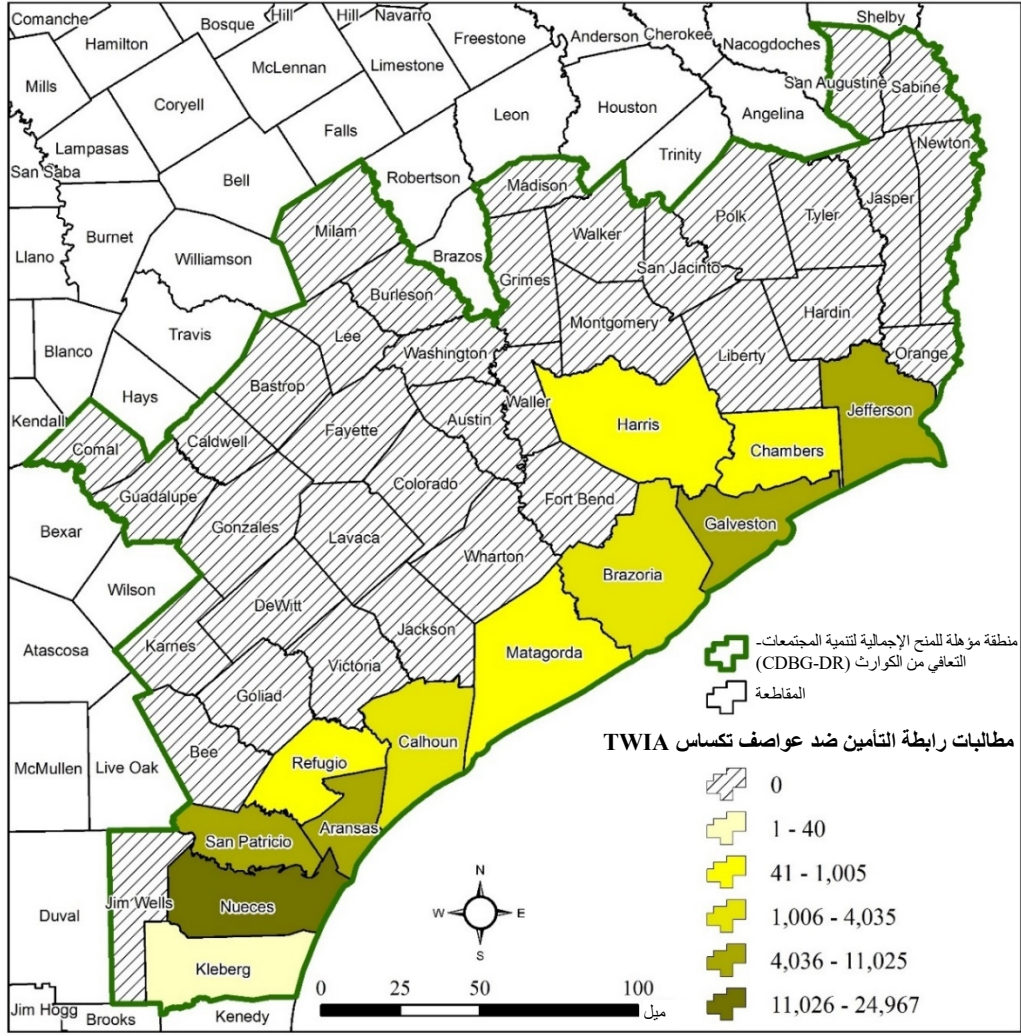 Comanche
Bosque
Hill
Hill
Navarro
Freestone
Anderson
Cherokee
Nacogdoches
Shelby
Hamilton
McLennan
Limestone
San Augustine
Sabine
Mills
Coryell
Leon
Houston
Angelina
Lampasas
Falls
Trinity
Newton
San Saba
Bell
Robertson
Madison
Jasper
Burnet
Milam
Walker
Polk
Tyler
Llano
Williamson
Brazos
Grimes
San Jacinto
Burleson
Hardin
Travis
Lee
Montgomery
Liberty
Orange
Blanco
Washington
Hays
Bastrop
Waller
Jefferson
Kendall
Caldwell
Fayette
Austin
Harris
Chambers
Comal
Guadalupe
Gonzales
Colorado
Fort Bend
Galveston
Bexar
Lavaca
Wharton
Brazoria
Wilson
DeWitt
Atascosa
Karnes
Jackson
Matagorda
Victoria
Goliad
Calhoun
Bee
Refugio
McMullen
Live Oak
Aransas
San Patricio
Duval
Jim Wells
Nueces
Kleberg
Jim Hogg
Brooks
Kenedy
منطقة مؤهلة للمنح الإجمالية لتنمية المجتمعات-
التعافي من الكوارث (CDBG-DR)
المقاطعة
مطالبات رابطة التأمين ضد عواصف تكساس TWIA
0
1 - 40
41 - 1,005
1,006 - 4,035
4,036 - 11,025
11,026 - 24,967
N
W E
S
0 25 50 100
ميل